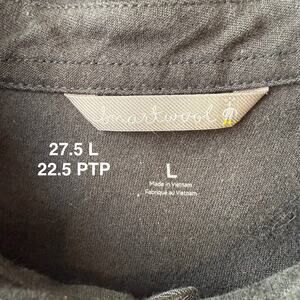 Smartwool
27.5 L
22.5 PTP
L
Made in Vietnam
Fabriqué au Vietnam